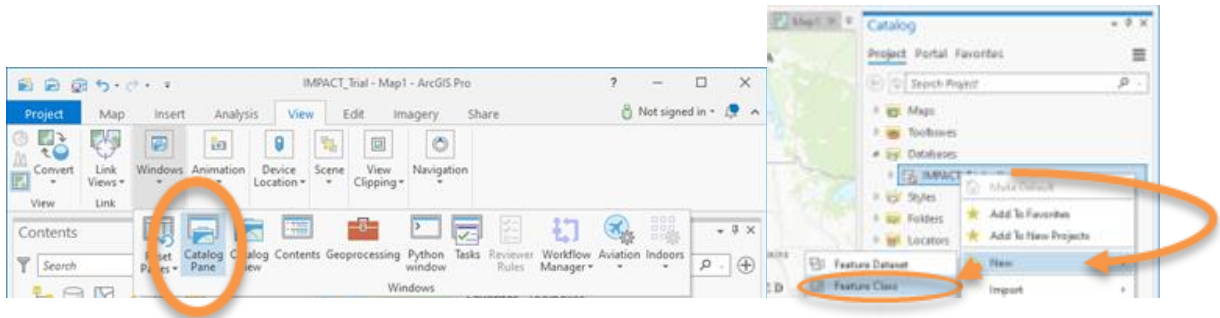 IMPACT_Trial - Map1 - ArcGIS Pro
?
Project Map Insert Analysis View Edit Imagery Share
Not signed in
Convert
Link Views
Windows
Animation
Device Location
Scene
View Clipping
Navigation
View
Link
Contents
Search
Reset Panes
Catalog Pane
Catalog View
Contents
Geoprocessing
Python window
Tasks
Reviewer Rules
Workflow Manager
Aviation
Indoors
Windows
Map1
Catalog
Project Portal Favorites
Search Project
Maps
Toolboxes
Databases
IMPACT
Styles
Folders
Locators
Make Default
Add To Favorites
Add To New Projects
New
Import
Feature Dataset
Feature Class